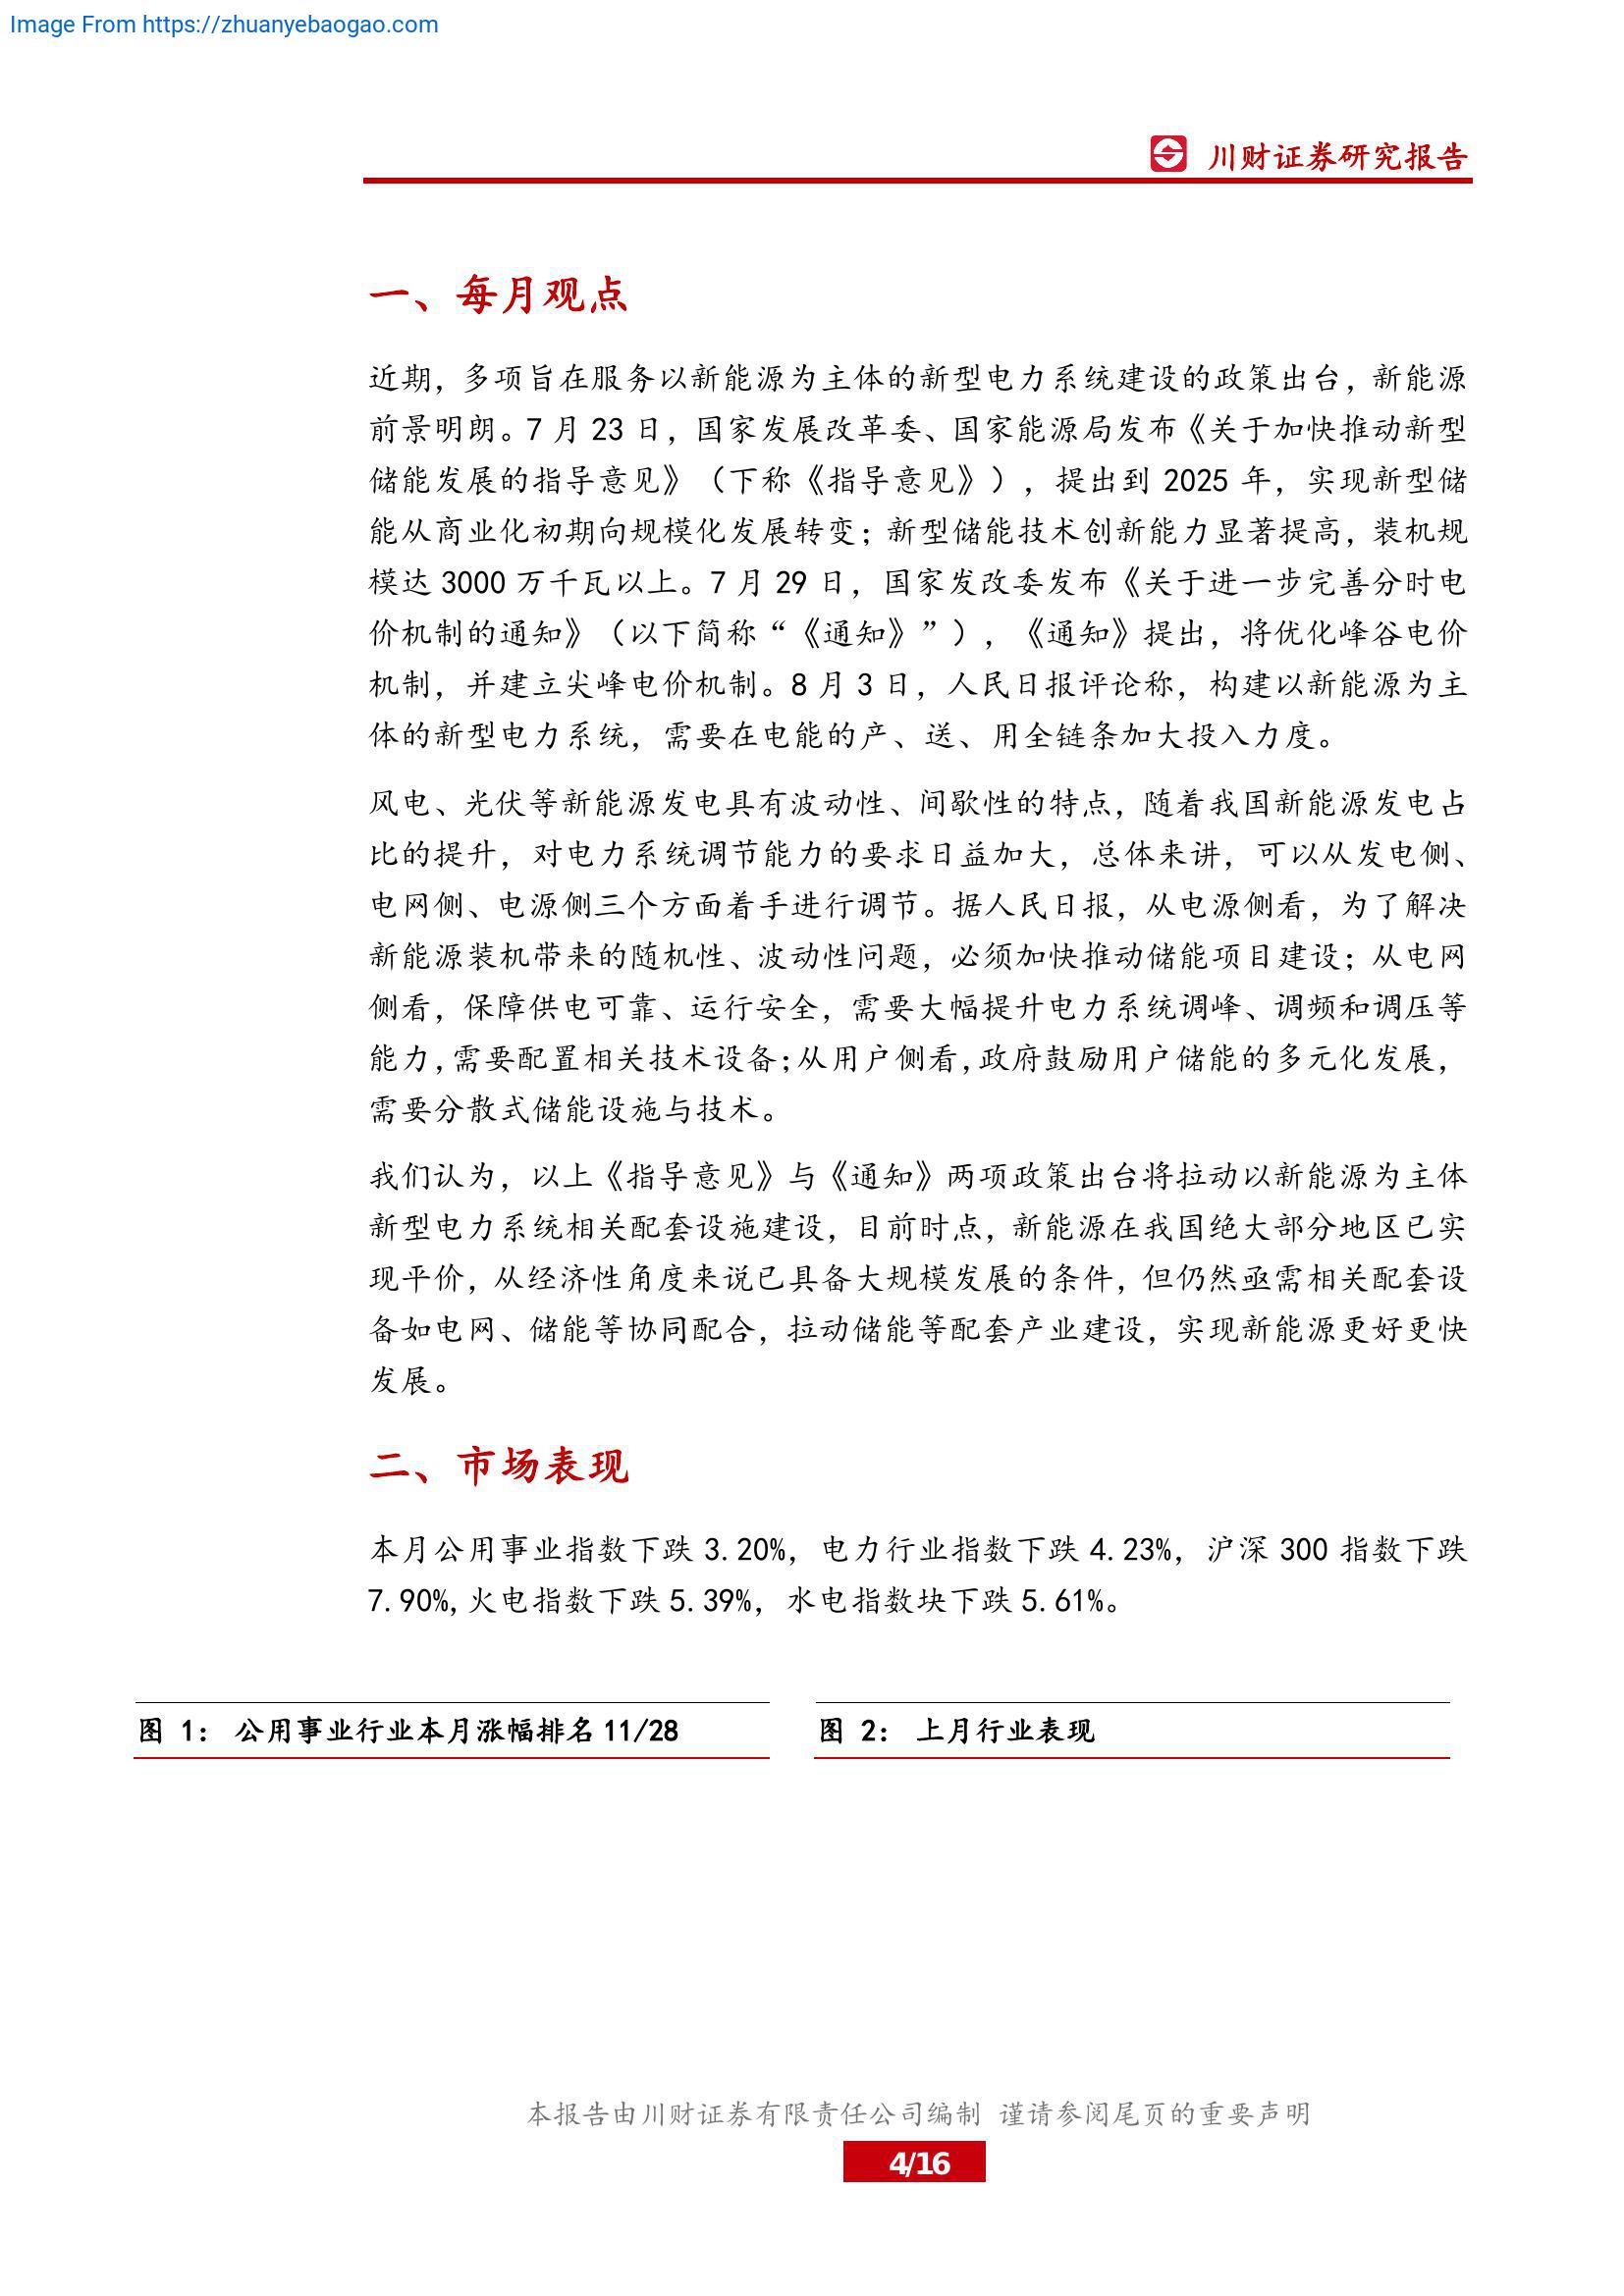 Image From https://zhuanyebaogao.com
川财证券研究报告
一、每月观点
近期，多项旨在服务以新能源为主体的新型电力系统建设的政策出台，新能源
前景明朗。7 月 23 日，国家发展改革委、国家能源局发布《关于加快推动新型
储能发展的指导意见》（下称《指导意见》），提出到 2025 年，实现新型储
能从商业化初期向规模化发展转变；新型储能技术创新能力显著提高，装机规
模达 3000 万千瓦以上。7 月 29 日，国家发改委发布《关于进一步完善分时电
价机制的通知》（以下简称“《通知》”），《通知》提出，将优化峰谷电价
机制，并建立尖峰电价机制。8 月 3 日，人民日报评论称，构建以新能源为主
体的新型电力系统，需要在电能的产、送、用全链条加大投入力度。
风电、光伏等新能源发电具有波动性、间歇性的特点，随着我国新能源发电占
比的提升，对电力系统调节能力的要求日益加大，总体来讲，可以从发电侧、
电网侧、电源侧三个方面着手进行调节。据人民日报，从电源侧看，为了解决
新能源装机带来的随机性、波动性问题，必须加快推动储能项目建设；从电网
侧看，保障供电可靠、运行安全，需要大幅提升电力系统调峰、调频和调压等
能力，需要配置相关技术设备；从用户侧看，政府鼓励用户储能的多元化发展，
需要分散式储能设施与技术。
我们认为，以上《指导意见》与《通知》两项政策出台将拉动以新能源为主体
新型电力系统相关配套设施建设，目前时点，新能源在我国绝大部分地区已实
现平价，从经济性角度来说已具备大规模发展的条件，但仍然亟需相关配套设
备如电网、储能等协同配合，拉动储能等配套产业建设，实现新能源更好更快
发展。
二、市场表现
本月公用事业指数下跌 3.20%，电力行业指数下跌 4.23%，沪深 300 指数下跌
7.90%,火电指数下跌 5.39%，水电指数块下跌 5.61%。
图 1： 公用事业行业本月涨幅排名 11/28
图 2： 上月行业表现
本报告由川财证券有限责任公司编制 谨请参阅尾页的重要声明
4/16